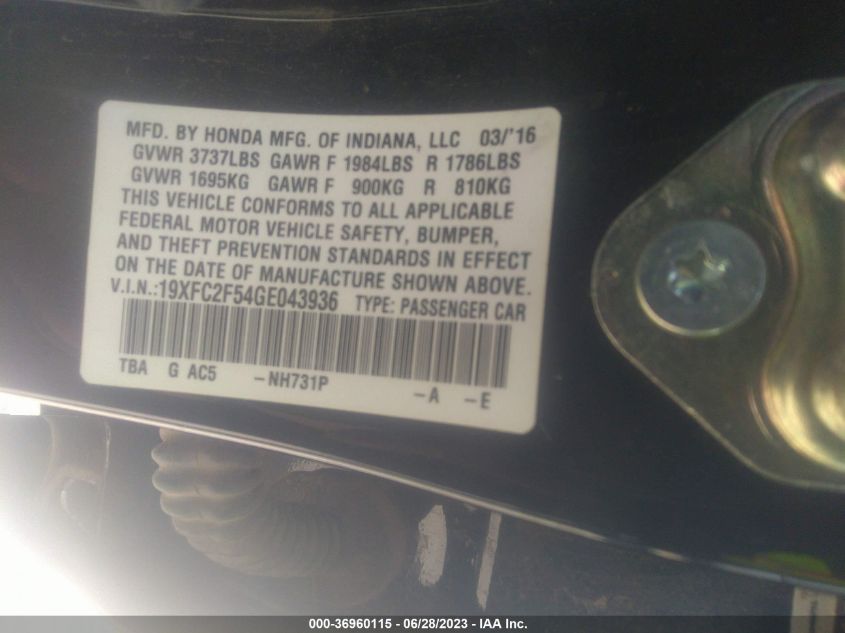 MFD. BY HONDA MFG. OF INDIANA, LLC 03/'16
GVWR 3737LBS GAWR F 1984LBS R 1786LBS
GVWR 1695KG GAWR F 900KG R 810KG
THIS VEHICLE CONFORMS TO ALL APPLICABLE
FEDERAL MOTOR VEHICLE SAFETY, BUMPER,
AND THEFT PREVENTION STANDARDS IN EFFECT
ON THE DATE OF MANUFACTURE SHOWN ABOVE.
V.I.N.:19XFC2F54GE043936 TYPE: PASSENGER CAR
TBA G AC5 -NH731P -A -E
000-36960115 - 06/28/2023 - IAA Inc.